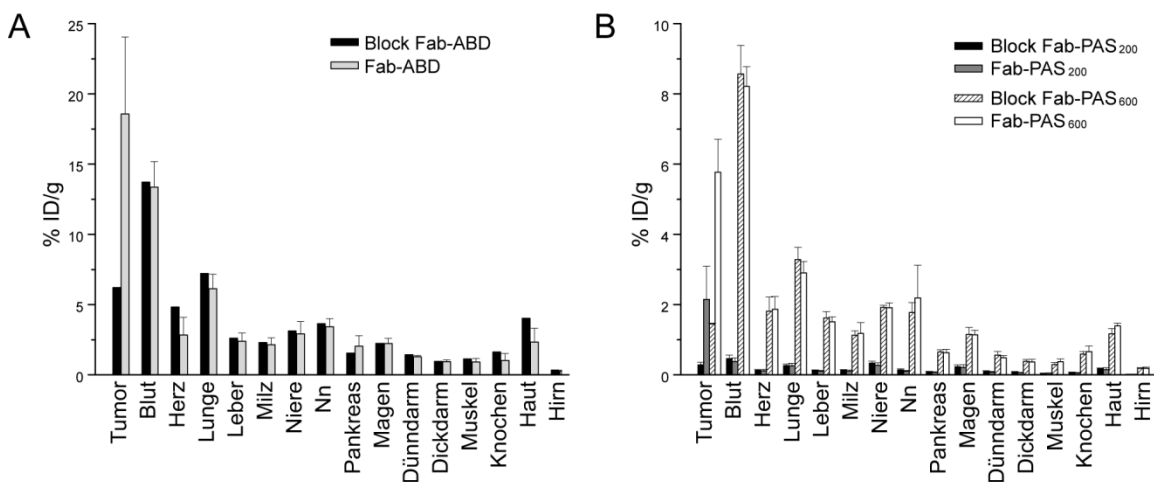 A
% ID/g
25
20
15
10
5
0
Block Fab-ABD
Fab-ABD
Tumor
Blut
Herz
Lunge
Leber
Milz
Niere
Nn
Pankreas
Magen
Dünndarm
Dickdarm
Muskel
Knochen
Haut
Hirn
B
% ID/g
10
8
6
4
2
0
Block Fab-PAS200
Fab-PAS200
Block Fab-PAS600
Fab-PAS600
Tumor
Blut
Herz
Lunge
Leber
Milz
Niere
Nn
Pankreas
Magen
Dünndarm
Dickdarm
Muskel
Knochen
Haut
Hirn